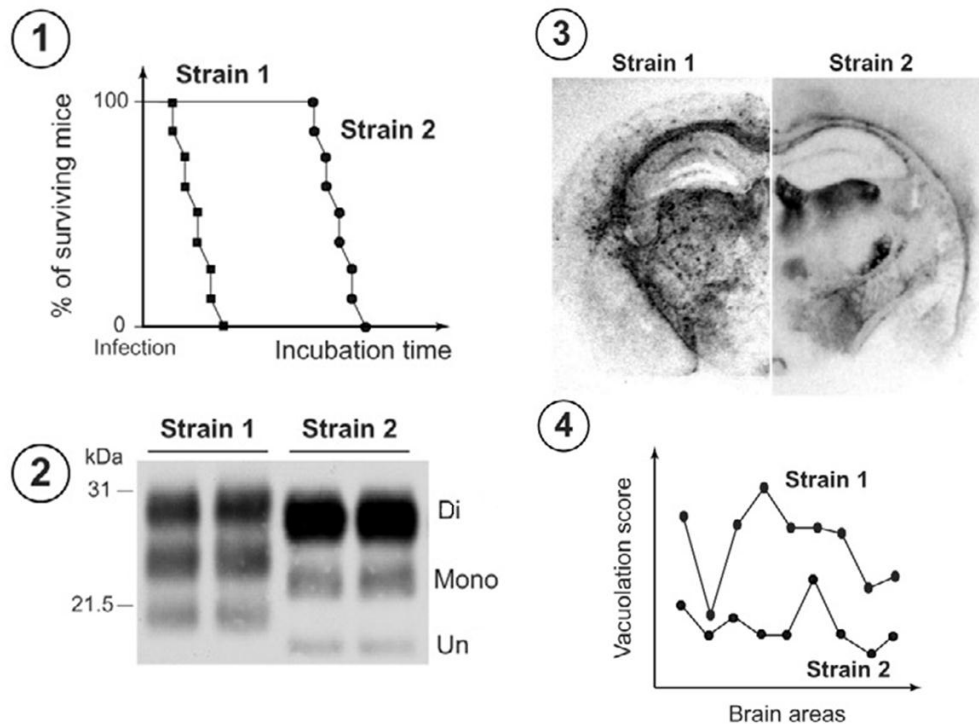 1
Strain 1
100
Strain 2
% of surviving mice
0
Infection
Incubation time
2
Strain 1 Strain 2
kDa
31
Di
Mono
21.5
Un
3
Strain 1 Strain 2
4
Strain 1
Vacuolation score
Strain 2
Brain areas